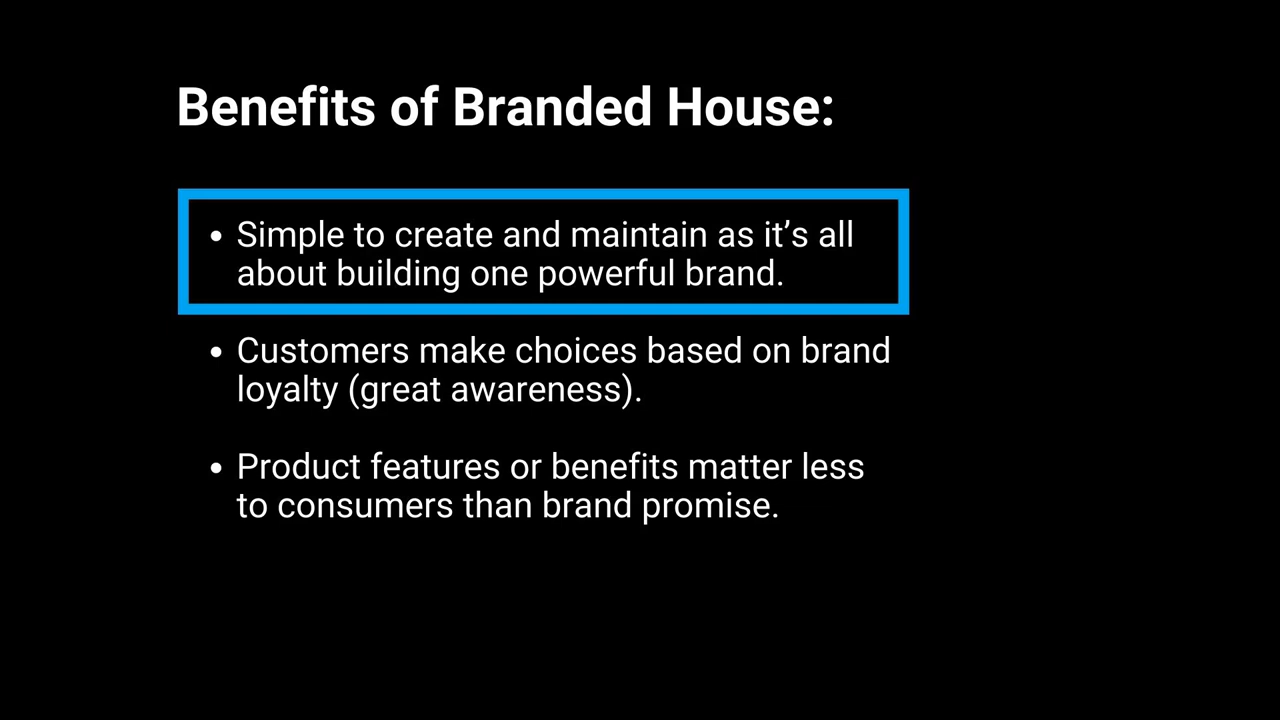 Benefits of Branded House:
• Simple to create and maintain as it’s all
about building one powerful brand.
• Customers make choices based on brand
loyalty (great awareness).
• Product features or benefits matter less
to consumers than brand promise.